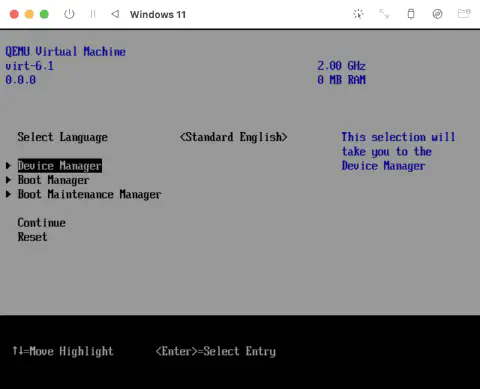 Windows 11
QEMU Virtual Machine
virt-6.1 2.00 GHz
0.0.0 0 MB RAM
Select Language <Standard English> This selection will
take you to the
Device Manager Device Manager
Boot Manager
Boot Maintenance Manager
Continue
Reset
↑↓=Move Highlight <Enter>=Select Entry